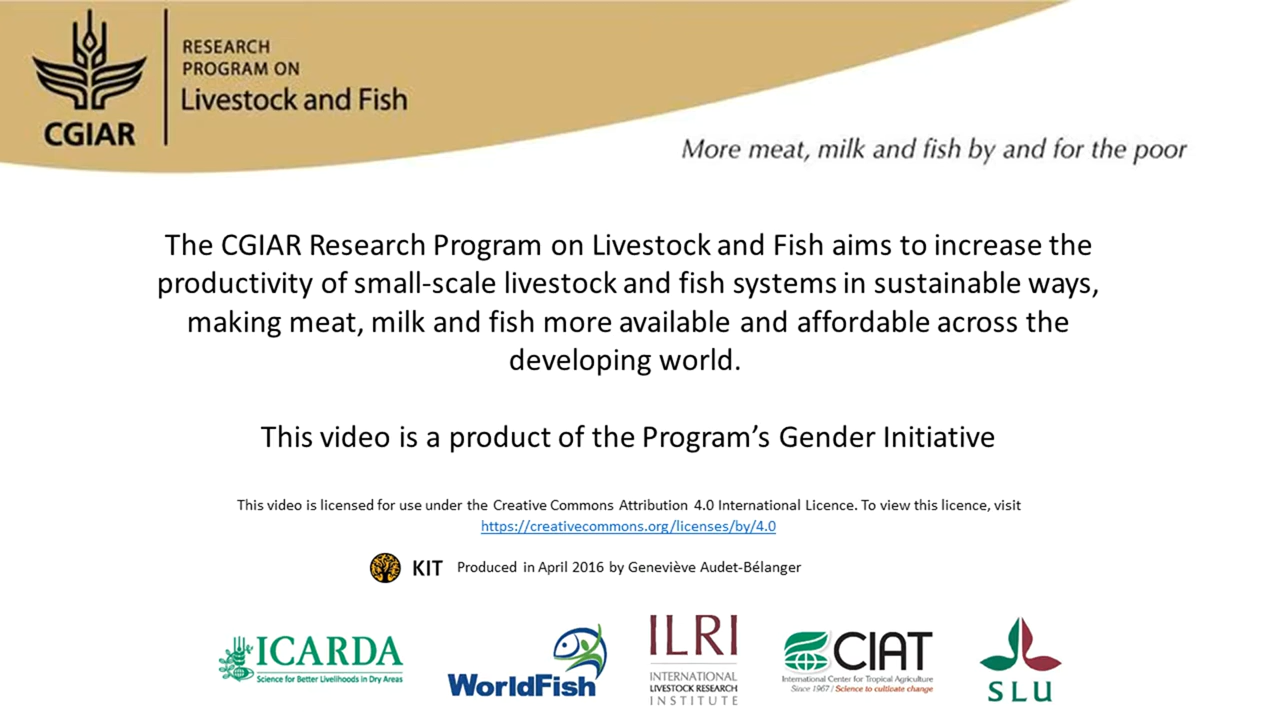 RESEARCH
PROGRAM ON
Livestock and Fish
CGIAR
More meat, milk and fish by and for the poor
The CGIAR Research Program on Livestock and Fish aims to increase the
productivity of small-scale livestock and fish systems in sustainable ways,
making meat, milk and fish more available and affordable across the
developing world.
This video is a product of the Program’s Gender Initiative
This video is licensed for use under the Creative Commons Attribution 4.0 International Licence. To view this licence, visit
https://creativecommons.org/licenses/by/4.0
KIT Produced in April 2016 by Geneviève Audet-Bélanger
ICARDA
Science for Better Livelihoods in Dry Areas
WorldFish
ILRI
INTERNATIONAL
LIVESTOCK RESEARCH
INSTITUTE
CIAT
International Center for Tropical Agriculture
Since 1967 / Science to cultivate change
SLU